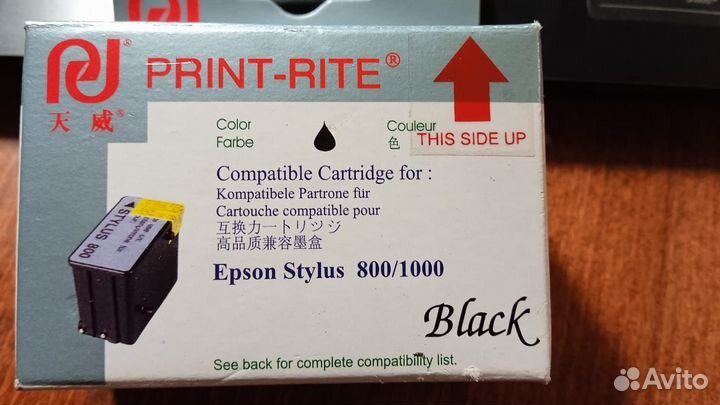 PRINT-RITE®
天威®
Color
Farbe
Couleur
色
THIS SIDE UP
Compatible Cartridge for :
Kompatibele Partrone für
Cartouche compatible pour
互換カートリッジ
高品质兼容墨盒
Epson Stylus 800/1000
STYLUS 800
Black
See back for complete compatibility list.
Avito